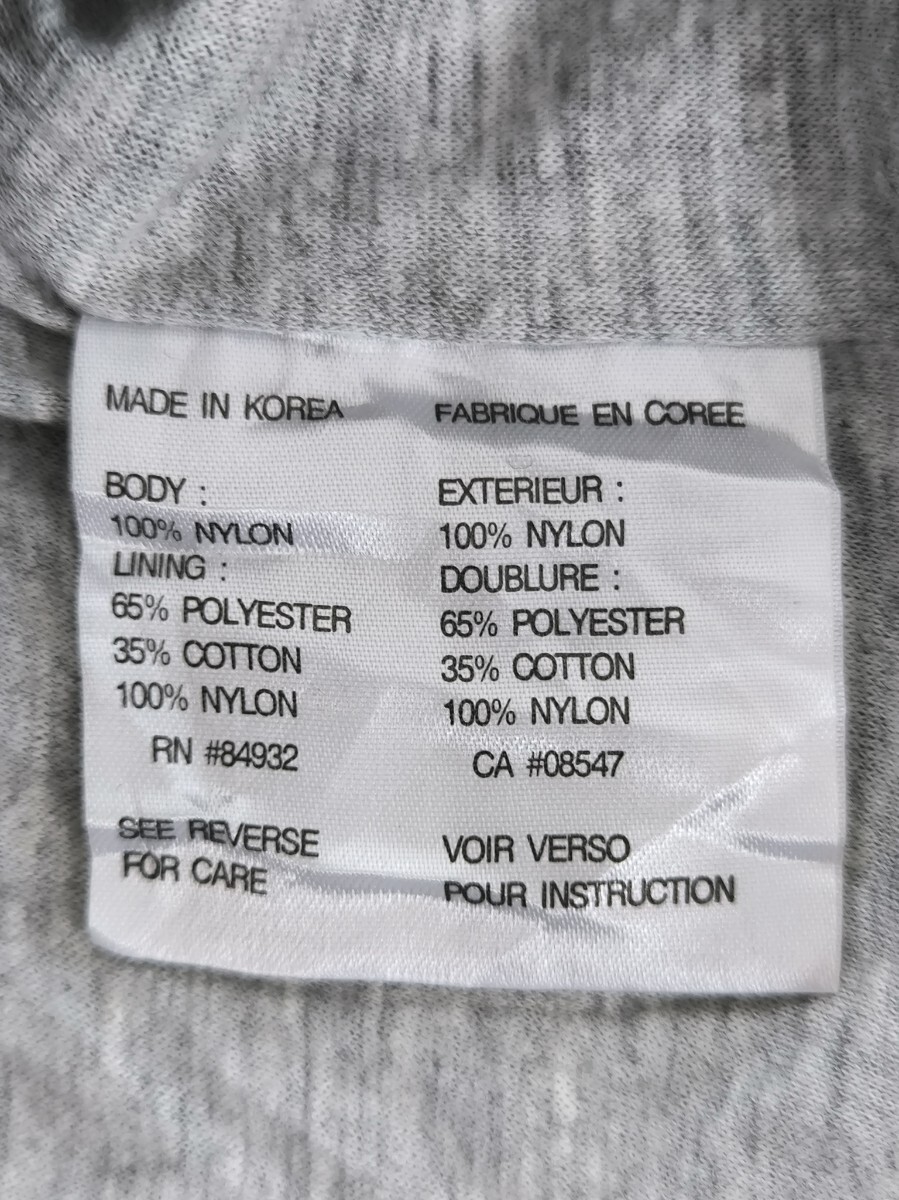 MADE IN KOREA
BODY :
100% NYLON
LINING :
65% POLYESTER
35% COTTON
100% NYLON
RN #84932
SEE REVERSE
FOR CARE
FABRIQUE EN COREE
EXTERIEUR :
100% NYLON
DOUBLURE :
65% POLYESTER
35% COTTON
100% NYLON
CA #08547
VOIR VERSO
POUR INSTRUCTION